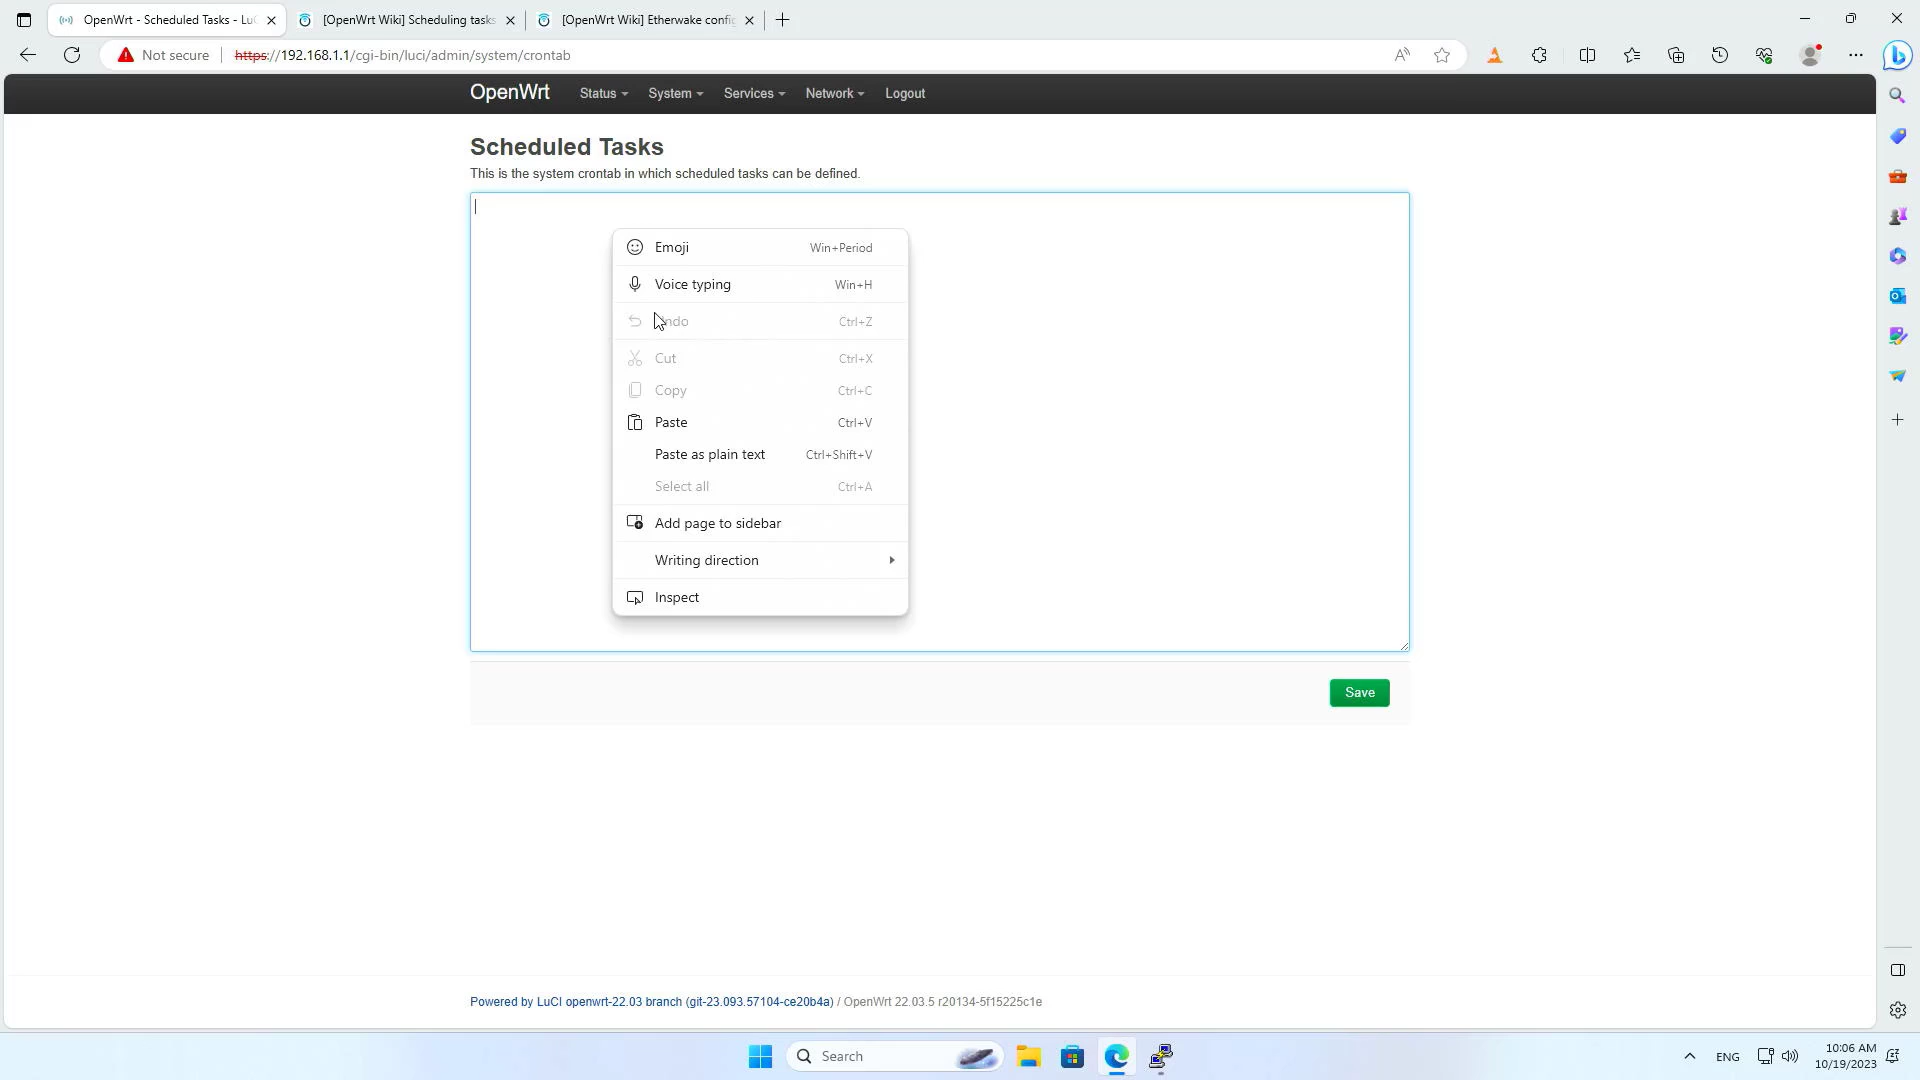 OpenWrt - Scheduled Tasks - Lu
[OpenWrt Wiki] Scheduling tasks
[OpenWrt Wiki] Etherwake config
Not secure
https://192.168.1.1/cgi-bin/luci/admin/system/crontab
OpenWrt
Status
System
Services
Network
Logout
Scheduled Tasks
This is the system crontab in which scheduled tasks can be defined.
Emoji Win+Period
Voice typing Win+H
Undo Ctrl+Z
Cut Ctrl+X
Copy Ctrl+C
Paste Ctrl+V
Paste as plain text Ctrl+Shift+V
Select all Ctrl+A
Add page to sidebar
Writing direction
Inspect
Save
Powered by LuCI openwrt-22.03 branch (git-23.093.57104-ce20b4a) / OpenWrt 22.03.5 r20134-5f15225c1e
Search
ENG
10:06 AM
10/19/2023